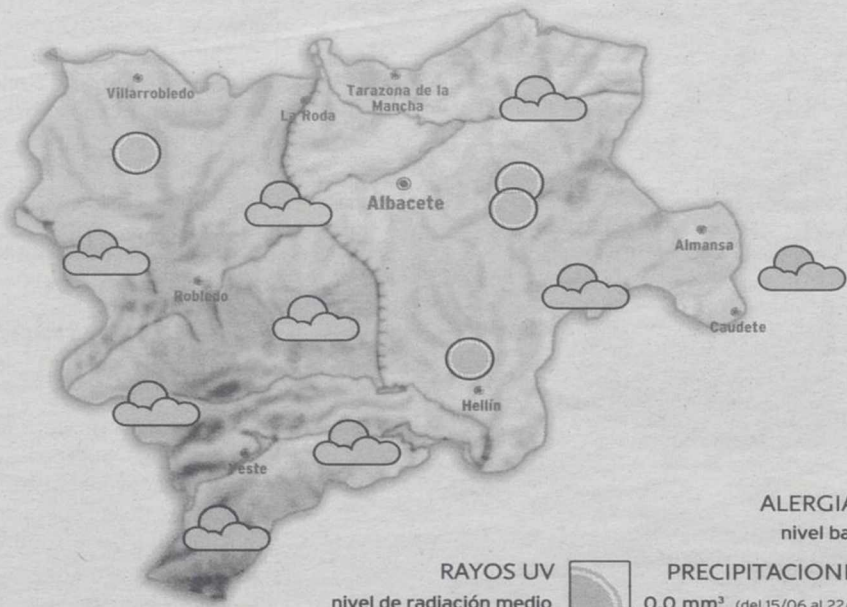 Villarrobledo
Tarazona de la
Mancha
La Roda
Albacete
Almansa
Robledo
Caudete
Hellín
Yeste
RAYOS UV
nivel de radiación medio
0,0 mm³